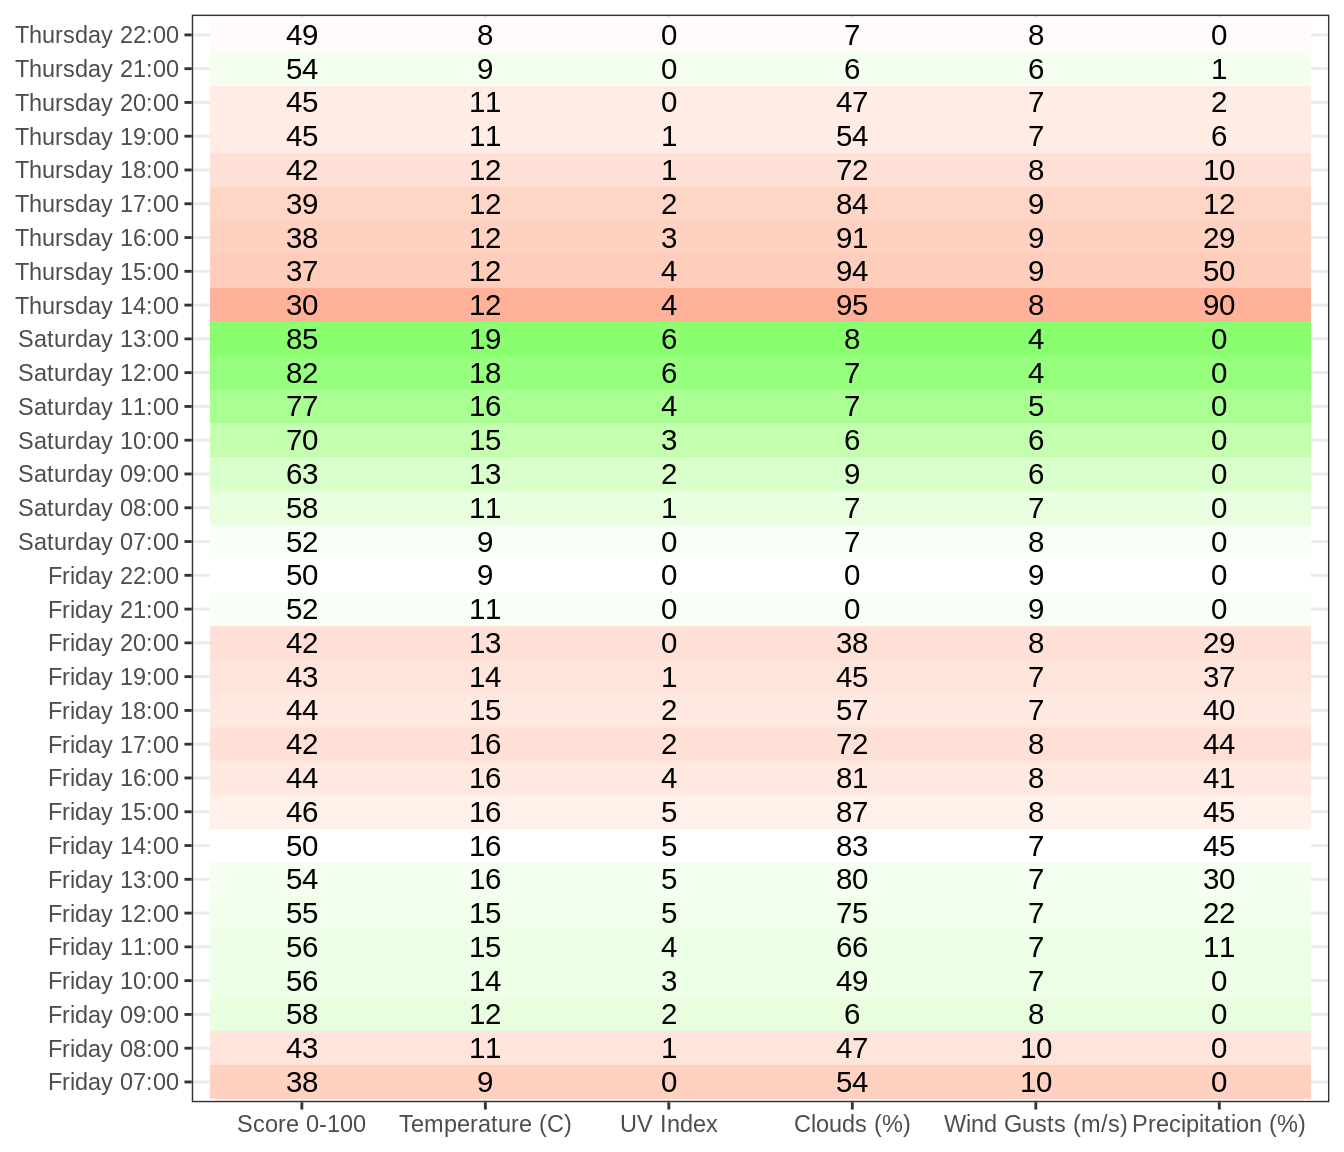 Thursday 22:00 49 8 0 7 8 0
Thursday 21:00 54 9 0 6 6 1
Thursday 20:00 45 11 0 47 7 2
Thursday 19:00 45 11 1 54 7 6
Thursday 18:00 42 12 1 72 8 10
Thursday 17:00 39 12 2 84 9 12
Thursday 16:00 38 12 3 91 9 29
Thursday 15:00 37 12 4 94 9 50
Thursday 14:00 30 12 4 95 8 90
Saturday 13:00 85 19 6 8 4 0
Saturday 12:00 82 18 6 7 4 0
Saturday 11:00 77 16 4 7 5 0
Saturday 10:00 70 15 3 6 6 0
Saturday 09:00 63 13 2 9 6 0
Saturday 08:00 58 11 1 7 7 0
Saturday 07:00 52 9 0 7 8 0
Friday 22:00 50 9 0 0 9 0
Friday 21:00 52 11 0 0 9 0
Friday 20:00 42 13 0 38 8 29
Friday 19:00 43 14 1 45 7 37
Friday 18:00 44 15 2 57 7 40
Friday 17:00 42 16 2 72 8 44
Friday 16:00 44 16 4 81 8 41
Friday 15:00 46 16 5 87 8 45
Friday 14:00 50 16 5 83 7 45
Friday 13:00 54 16 5 80 7 30
Friday 12:00 55 15 5 75 7 22
Friday 11:00 56 15 4 66 7 11
Friday 10:00 56 14 3 49 7 0
Friday 09:00 58 12 2 6 8 0
Friday 08:00 43 11 1 47 10 0
Friday 07:00 38 9 0 54 10 0
Score 0-100 Temperature (C) UV Index Clouds (%) Wind Gusts (m/s) Precipitation (%)